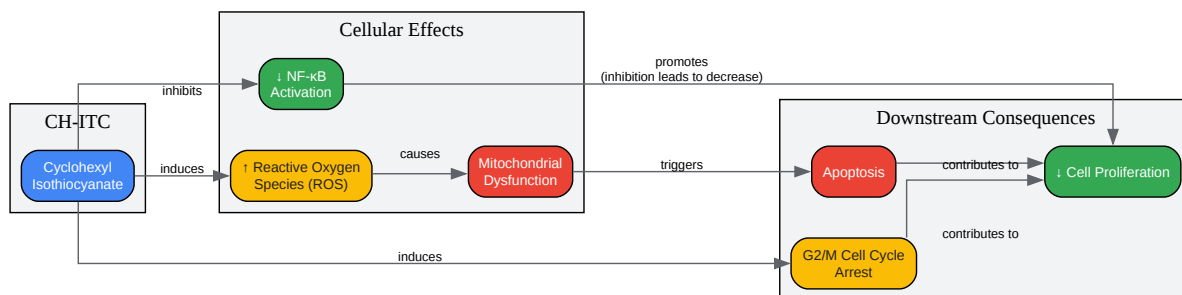 Cellular Effects
promotes
(inhibition leads to decrease)
↓ NF-κB
Activation
inhibits
CH-ITC
Downstream Consequences
Cyclohexyl
Isothiocyanate
induces
↑ Reactive Oxygen
Species (ROS)
causes
Mitochondrial
Dysfunction
triggers
Apoptosis
contributes to
↓ Cell Proliferation
contributes to
induces
G2/M Cell Cycle
Arrest